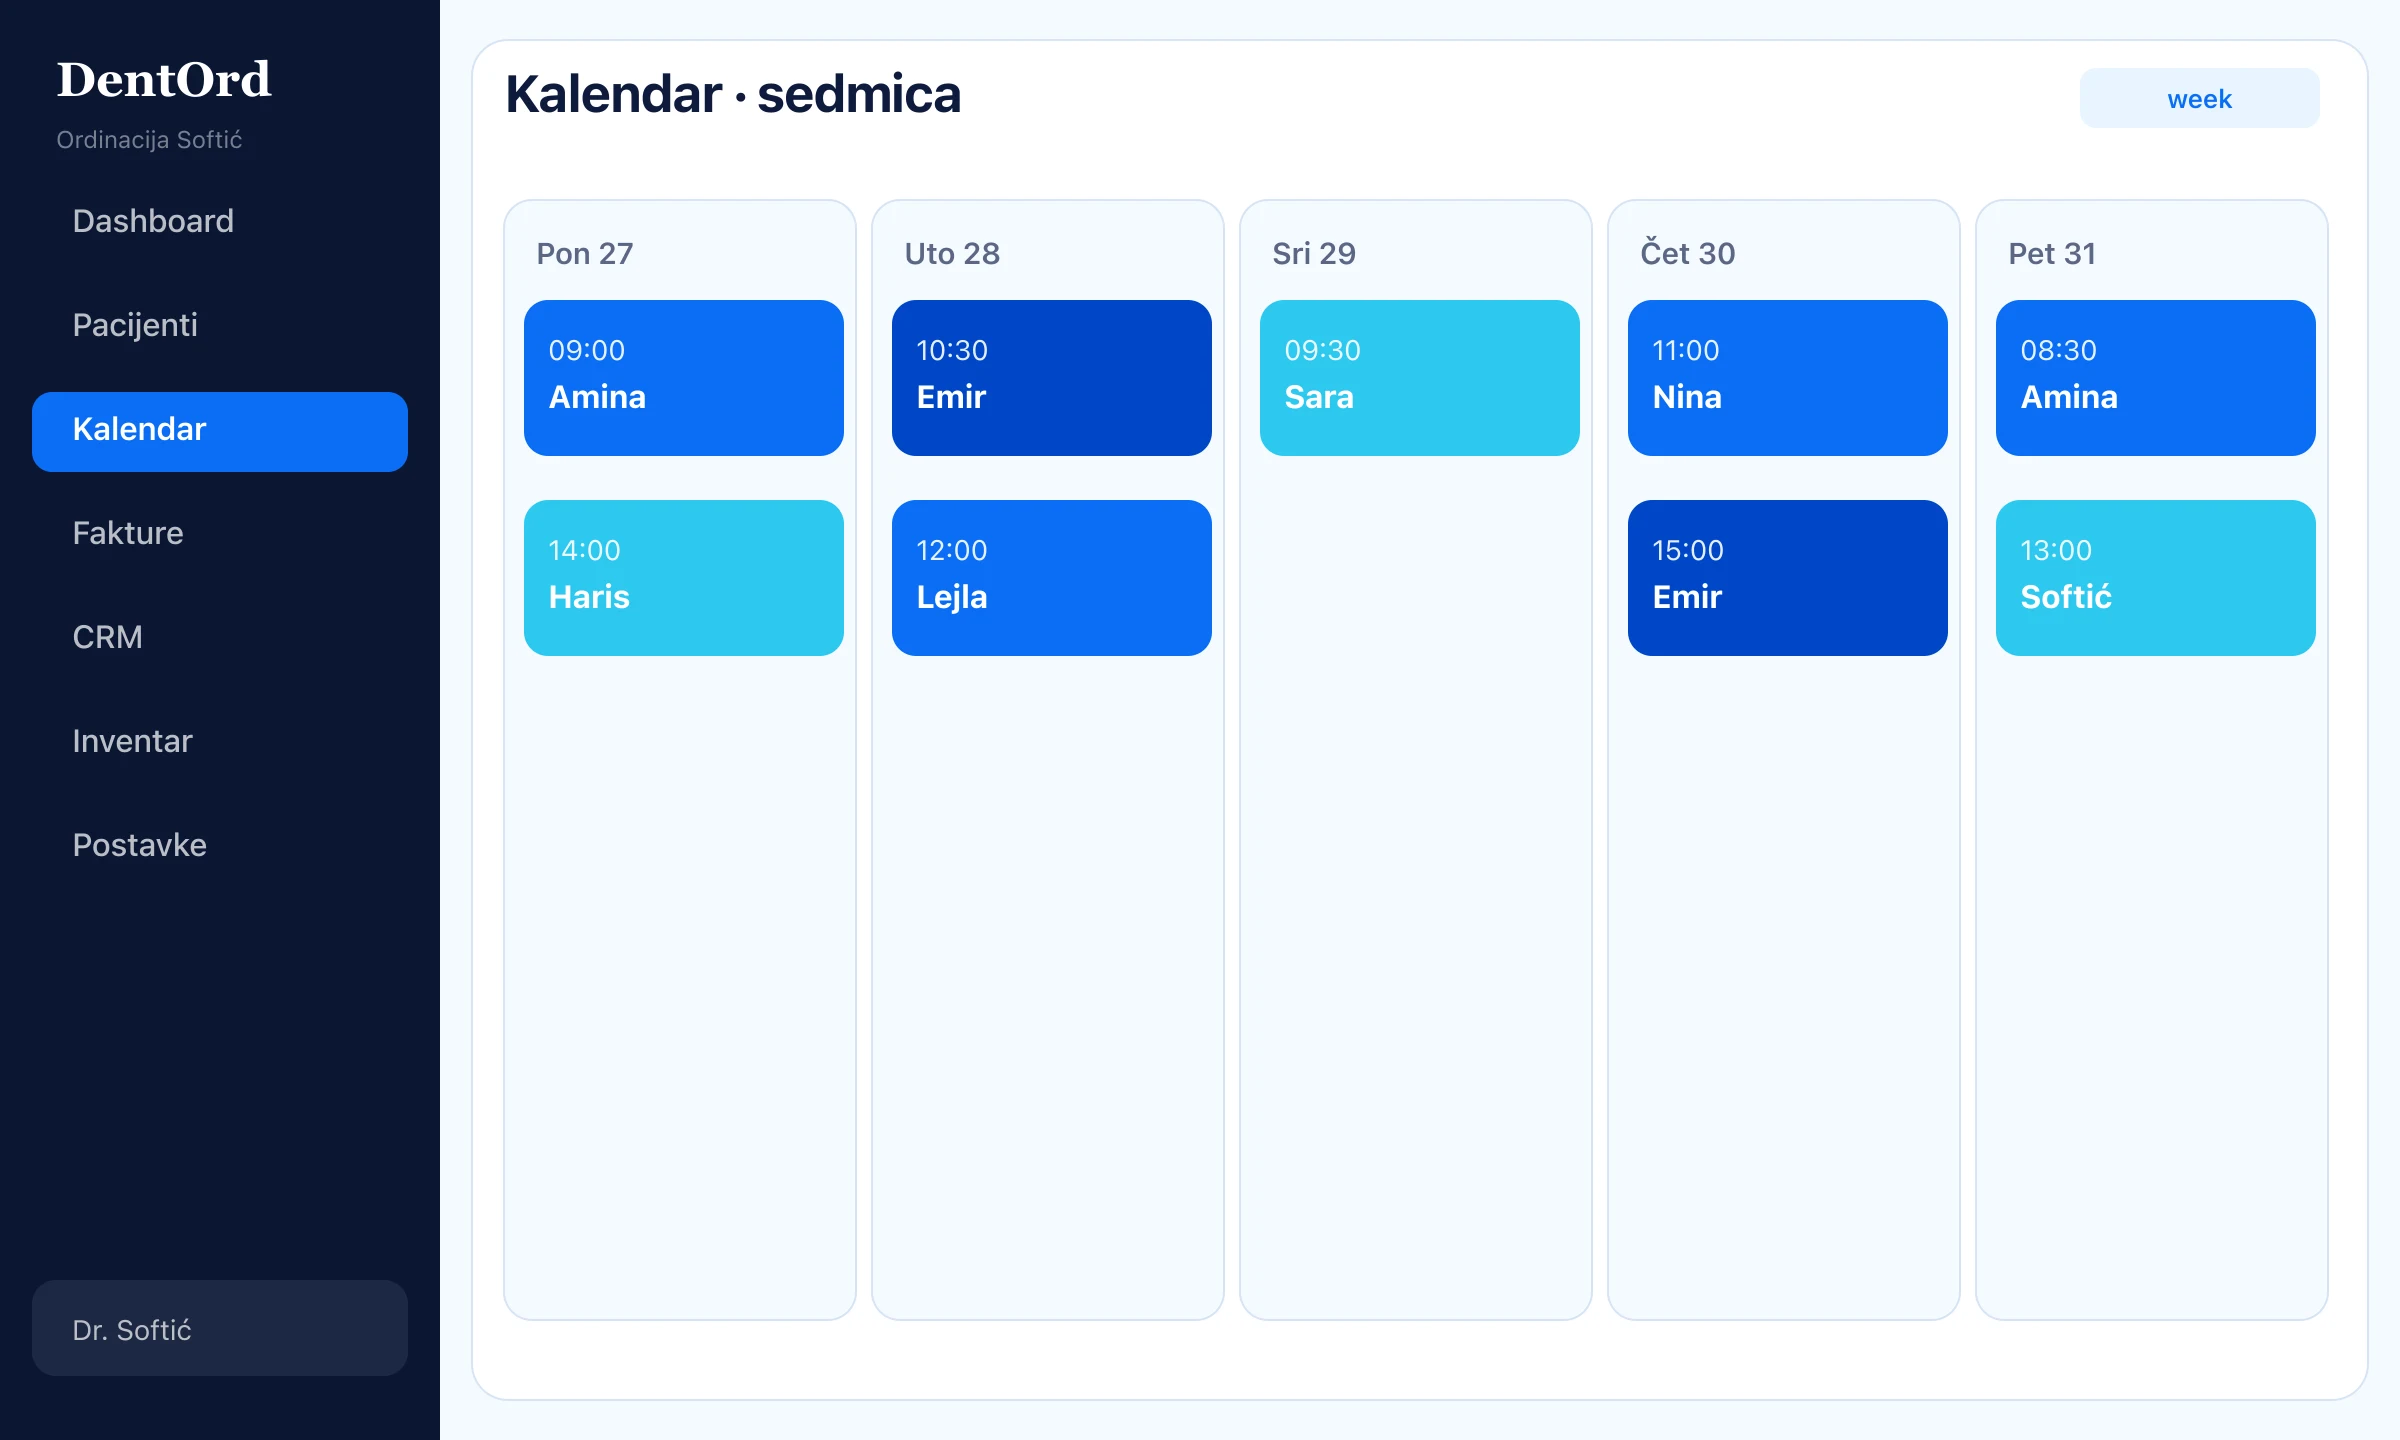 DentOrd
Ordinacija Softić
Dashboard
Pacijenti
Kalendar
Fakture
CRM
Inventar
Postavke
Dr. Softić
Kalendar · sedmica
week
Pon 27
09:00
Amina
14:00
Haris
Uto 28
10:30
Emir
12:00
Lejla
Sri 29
09:30
Sara
Čet 30
11:00
Nina
15:00
Emir
Pet 31
08:30
Amina
13:00
Softić